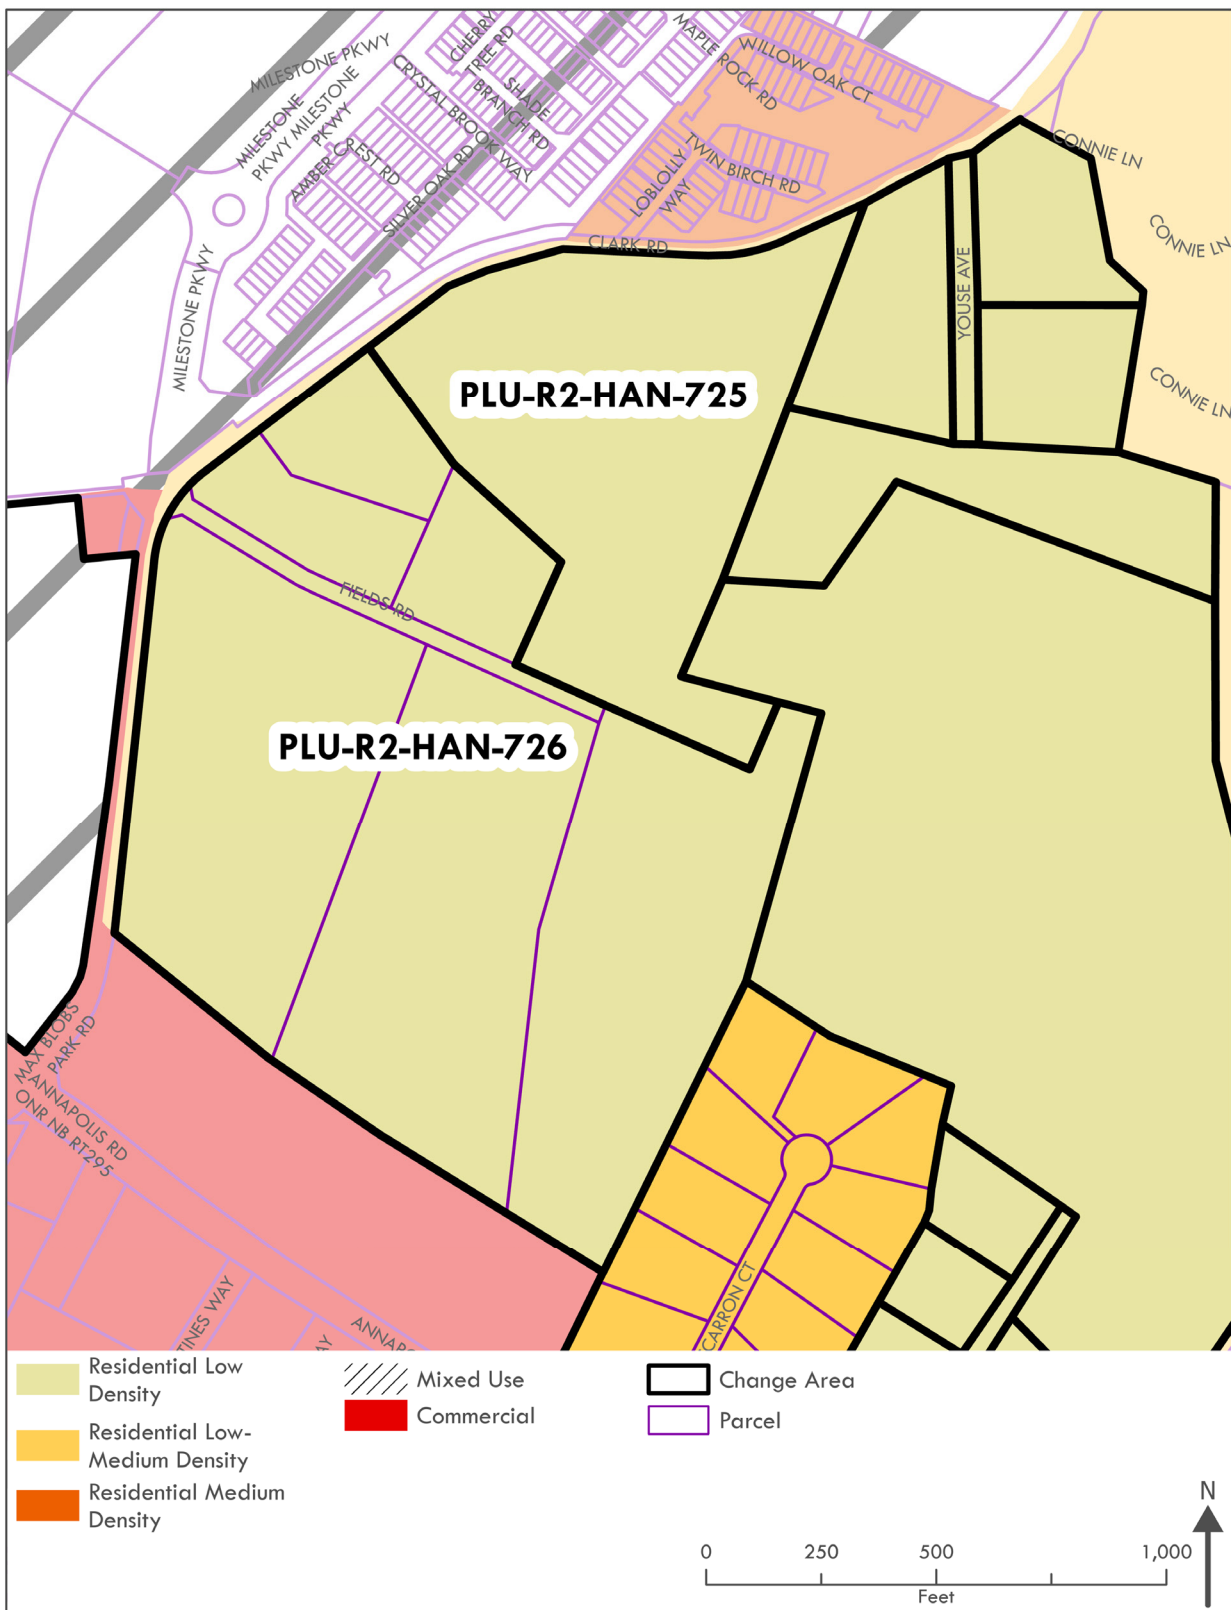 MILESTONE PKWY
MILESTONE
PKWY
MILESTONE
PKWY
CHERRY
TREE RD
SHADE
BRANCH RD
CRYSTAL BROOK WAY
AMBER CREST RD
SILVER OAK RD
MAPLE
ROCK RD
WILLOW OAK CT
TWIN BIRCH RD
LOBLOLLY
WAY
CONNIE LN
CONNIE LN
CONNIE LN
CLARK RD
YOUSE AVE
MILESTONE PKWY
PLU-R2-HAN-725
FIELDS RD
PLU-R2-HAN-726
MAX BLOBS
PARK RD
ANNAPOLIS RD
ONR NB RT295
TINES WAY
AY
ANNAPO
CARRON CT
Residential Low
Density
Residential Low-
Medium Density
Residential Medium
Density
Mixed Use
Commercial
Change Area
Parcel
N
0 250 500 1,000
Feet